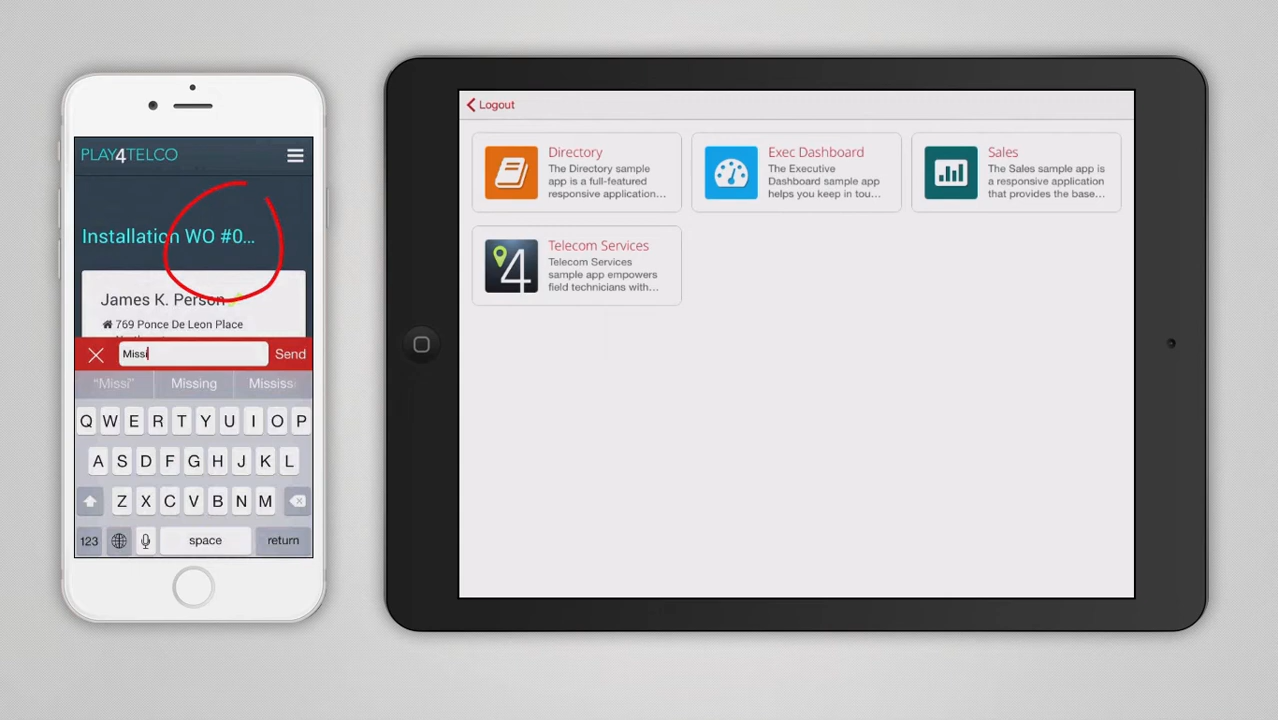 PLAY4TELCO
Installation WO #0...
James K. Person
769 Ponce De Leon Place
Missi
Send
"Missi"
Missing
Mississ
Q W E R T Y U I O P
A S D F G H J K L
Z X C V B N M
123
space
return
Logout
Directory
The Directory sample
app is a full-featured
responsive application...
Exec Dashboard
The Executive
Dashboard sample app
helps you keep in tou...
Sales
The Sales sample app is
a responsive application
that provides the base...
4
Telecom Services
Telecom Services
sample app empowers
field technicians with...